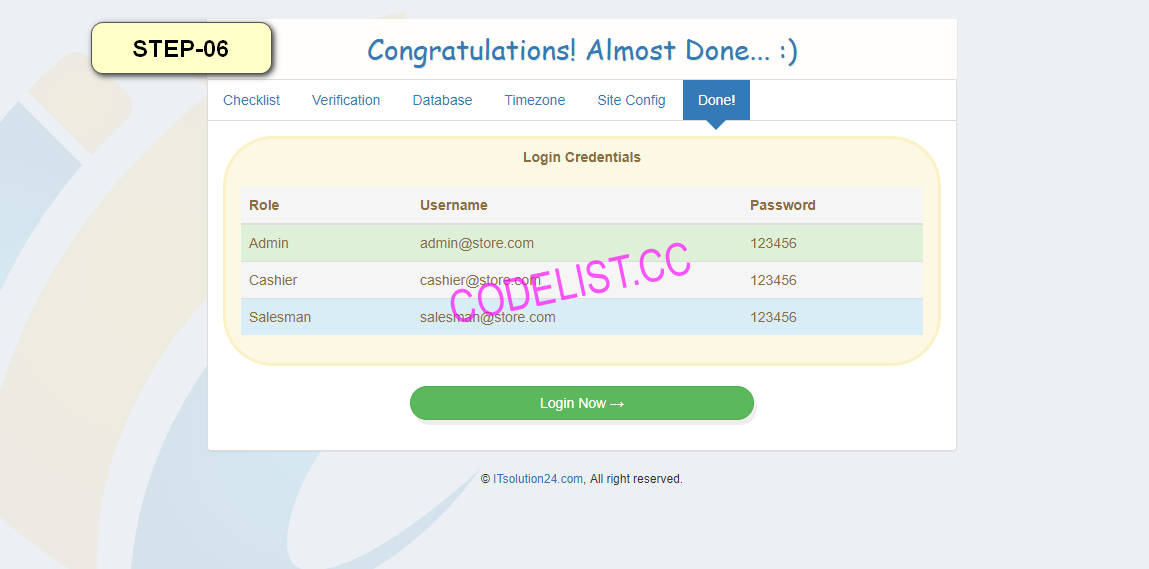 STEP-06
Congratulations! Almost Done... :)
Checklist Verification Database Timezone Site Config Done!
Login Credentials
Role Username Password
Admin admin@store.com 123456
Cashier cashier@store.com 123456
Salesman salesman@store.com 123456
CODELIST.CC
Login Now →
© ITsolution24.com, All right reserved.